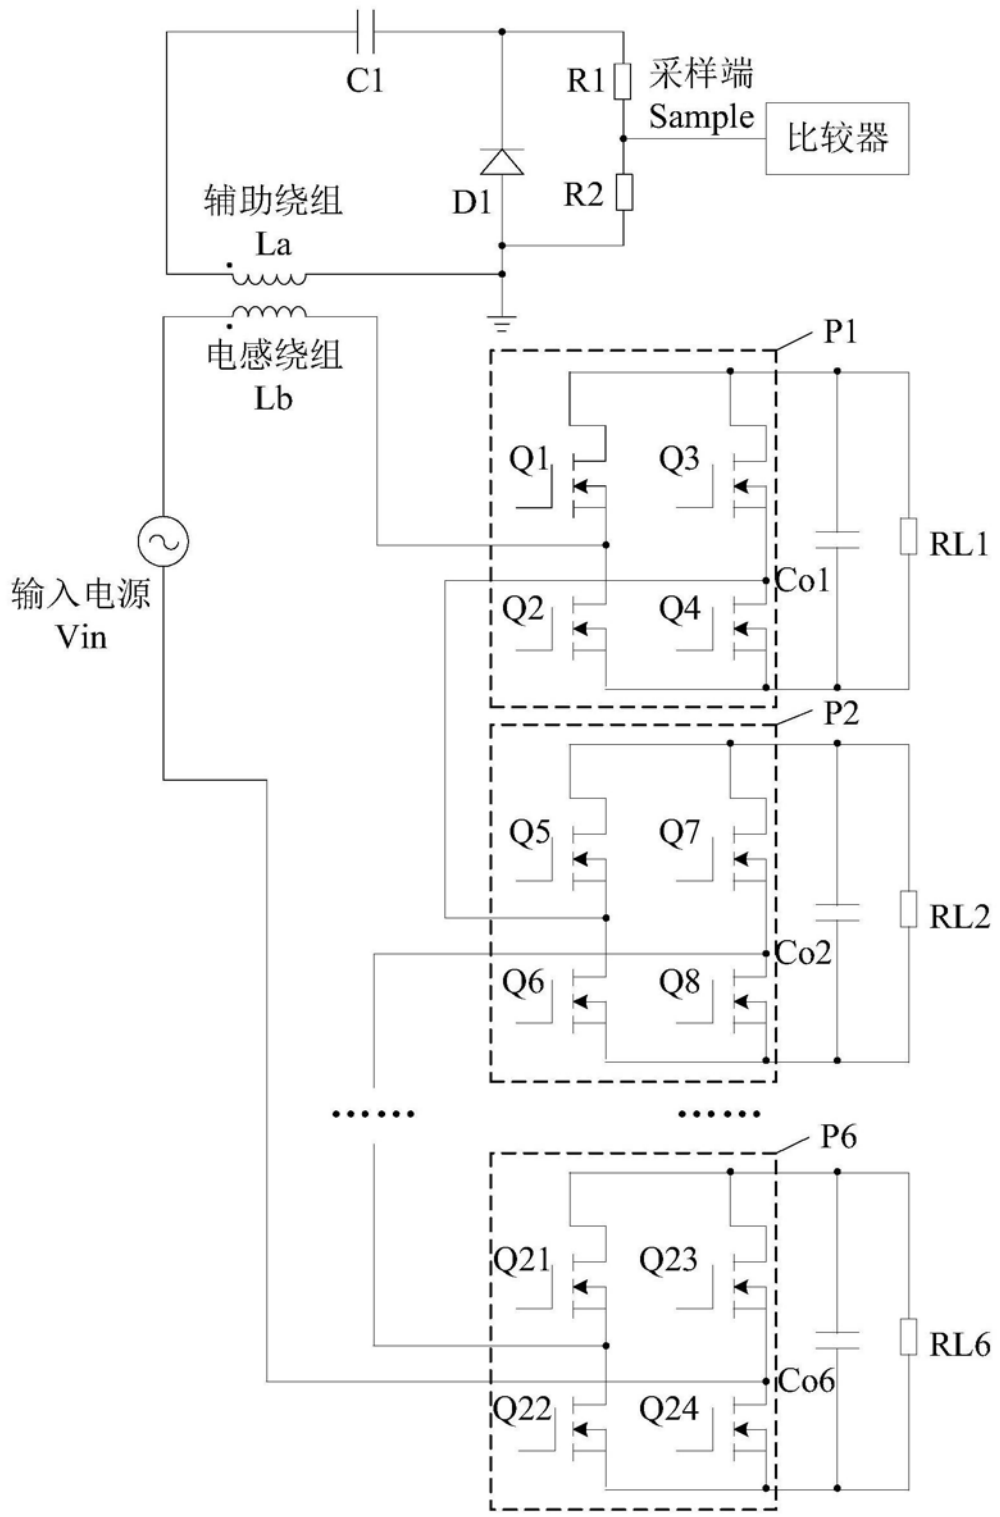 C1
R1
采样端
Sample
比较器
R2
D1
辅助绕组
La
电感绕组
Lb
P1
Q1
Q3
RL1
Co1
输入电源
Vin
Q2
Q4
P2
Q5
Q7
RL2
Co2
Q6
Q8
......
......
P6
Q21
Q23
RL6
Co6
Q22
Q24